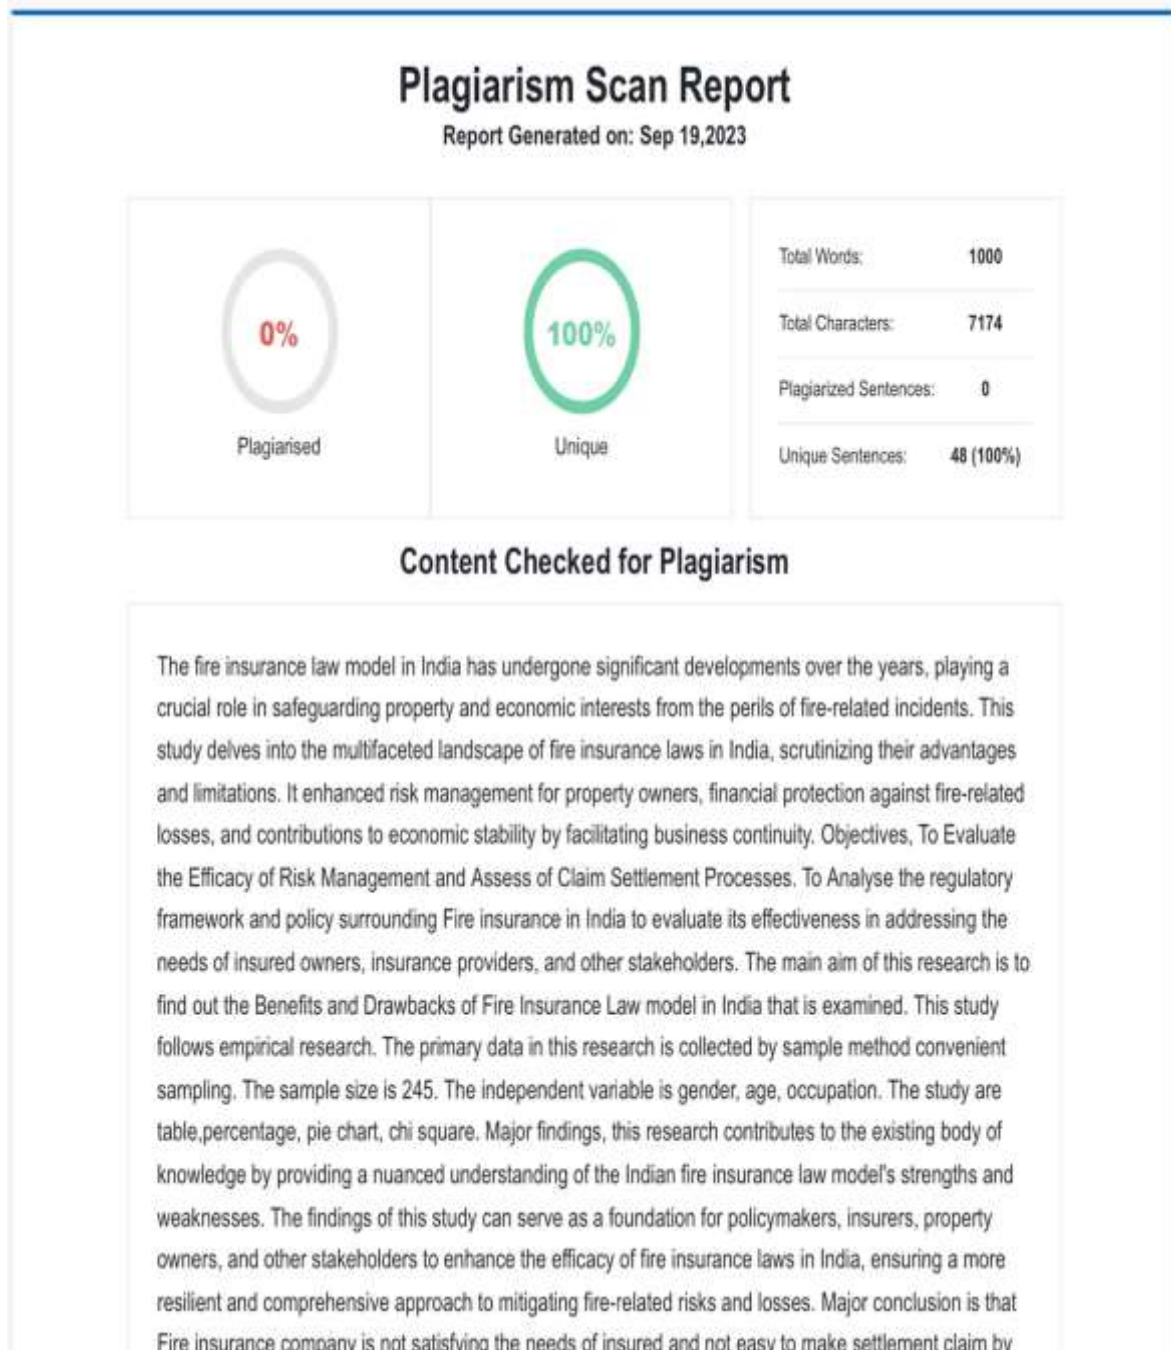 Plagiarism Scan Report
Report Generated on: Sep 19,2023
0%
Plagiarised
100%
Unique
Total Words: 1000
Total Characters: 7174
Plagiarized Sentences: 0
Unique Sentences: 48 (100%)
Content Checked for Plagiarism
The fire insurance law model in India has undergone significant developments over the years, playing a
crucial role in safeguarding property and economic interests from the perils of fire-related incidents. This
study delves into the multifaceted landscape of fire insurance laws in India, scrutinizing their advantages
and limitations. It enhanced risk management for property owners, financial protection against fire-related
losses, and contributions to economic stability by facilitating business continuity. Objectives, To Evaluate
the Efficacy of Risk Management and Assess of Claim Settlement Processes. To Analyse the regulatory
framework and policy surrounding Fire insurance in India to evaluate its effectiveness in addressing the
needs of insured owners, insurance providers, and other stakeholders. The main aim of this research is to
find out the Benefits and Drawbacks of Fire Insurance Law model in India that is examined. This study
follows empirical research. The primary data in this research is collected by sample method convenient
sampling. The sample size is 245. The independent variable is gender, age, occupation. The study are
table,percentage, pie chart, chi square. Major findings, this research contributes to the existing body of
knowledge by providing a nuanced understanding of the Indian fire insurance law model's strengths and
weaknesses. The findings of this study can serve as a foundation for policymakers, insurers, property
owners, and other stakeholders to enhance the efficacy of fire insurance laws in India, ensuring a more
resilient and comprehensive approach to mitigating fire-related risks and losses. Major conclusion is that
Fire insurance company is not satisfying the needs of insured and not easy to make settlement claim by